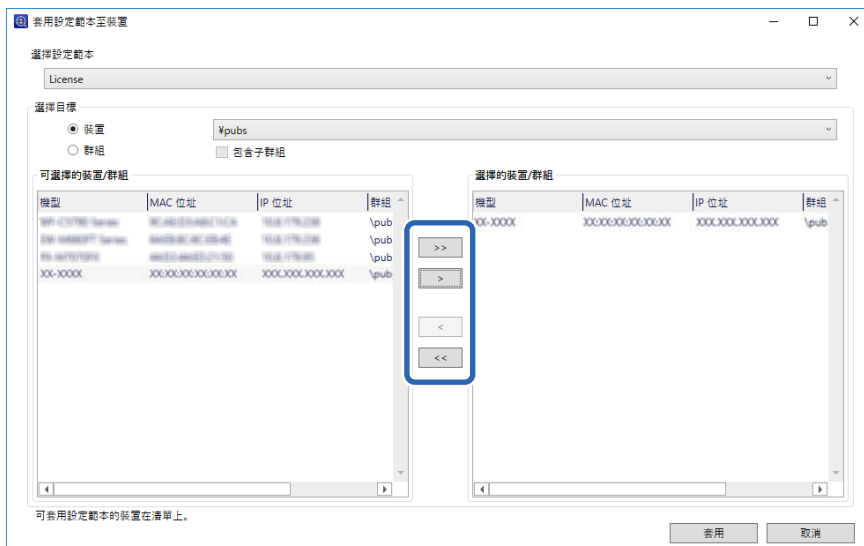 套用設定範本至裝置
選擇設定範本
License
選擇目標
裝置
¥pubs
群組
包含子群組
可選擇的裝置/群組
機型 MAC 位址 IP 位址 群組
\pub
\pub
\pub
XX-XXXX XX:XX:XX:XX:XX:XX XXX.XXX.XXX.XXX \pub
>>
>
<
<<
選擇的裝置/群組
機型 MAC 位址 IP 位址 群組
XX-XXXX XX:XX:XX:XX:XX:XX XXX.XXX.XXX.XXX \pub
可套用設定範本的裝置在清單上。
套用 取消